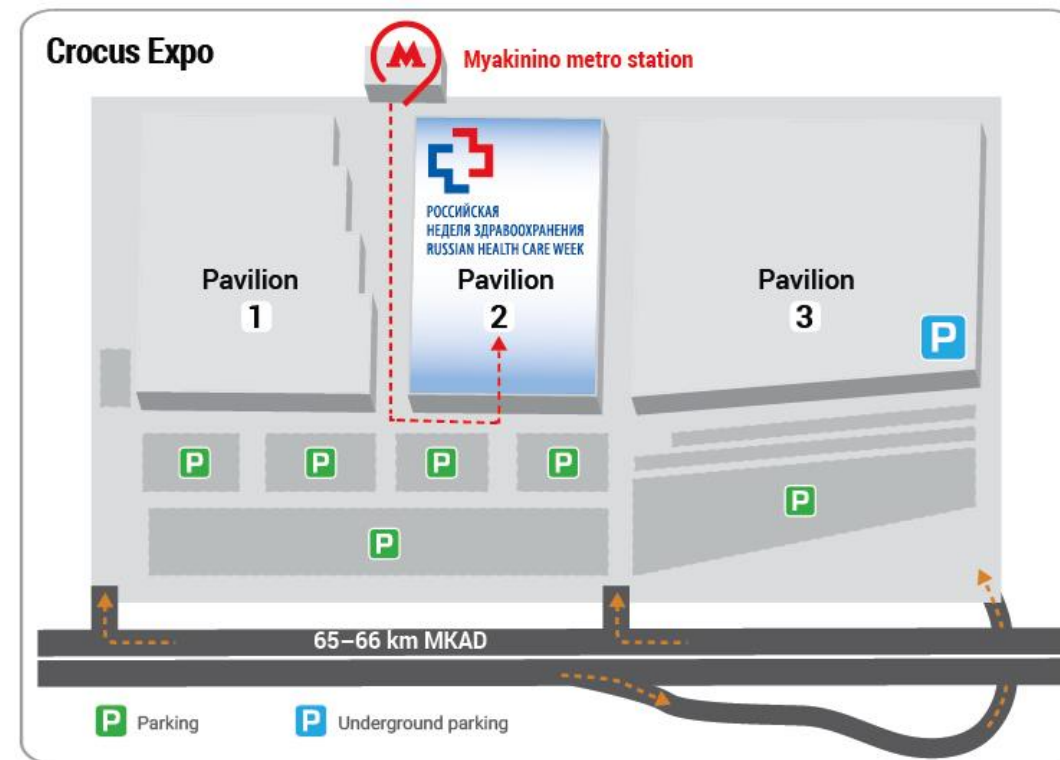 Crocus Expo
M
Myakinino metro station
РОССИЙСКАЯ
НЕДЕЛЯ ЗДРАВООХРАНЕНИЯ
RUSSIAN HEALTH CARE WEEK
Pavilion
1
Pavilion
2
Pavilion
3
P
P
P
P
P
P
P
65–66 km MKAD
P Parking
P Underground parking